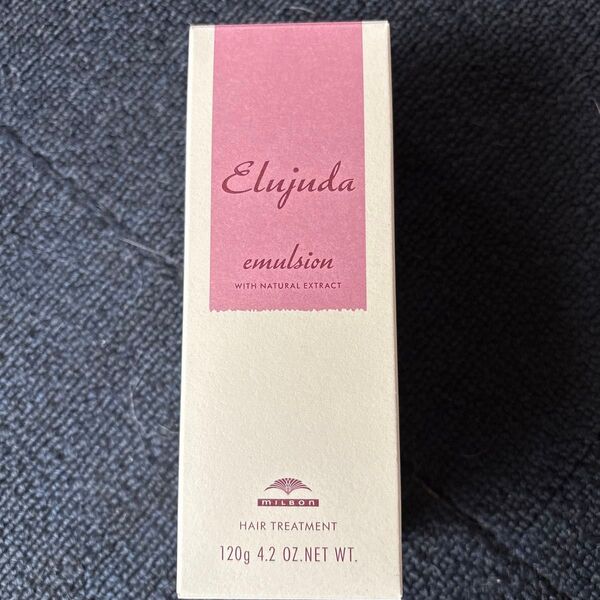 Elujuda
emulsion
WITH NATURAL EXTRACT
MILBON
HAIR TREATMENT
120g 4.2 OZ.NET WT.